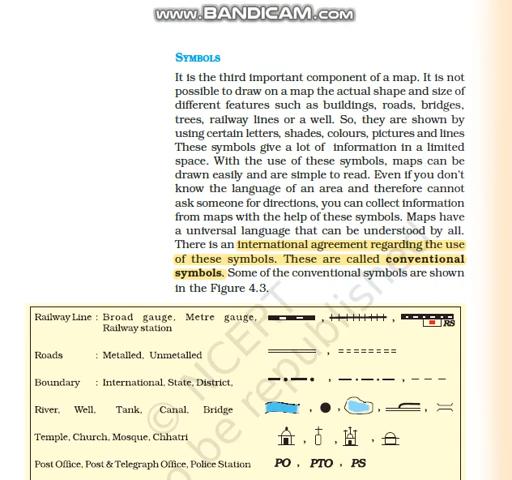 www.BANDICAM.com
SYMBOLS
It is the third important component of a map. It is not
possible to draw on a map the actual shape and size of
different features such as buildings, roads, bridges,
trees, railway lines or a well. So, they are shown by
using certain letters, shades, colours, pictures and lines
These symbols give a lot of information in a limited
space. With the use of these symbols, maps can be
drawn easily and are simple to read. Even if you don't
know the language of an area and therefore cannot
ask someone for directions, you can collect information
from maps with the help of these symbols. Maps have
a universal language that can be understood by all.
There is an international agreement regarding the use
of these symbols. These are called conventional
symbols. Some of the conventional symbols are shown
in the Figure 4.3.
Railway Line : Broad gauge, Metre gauge,
Railway station
RS
Roads : Metalled, Unmetalled
Boundary : International, State, District,
River, Well, Tank, Canal, Bridge
Temple, Church, Mosque, Chhatri
Post Office, Post & Telegraph Office, Police Station PO , PTO , PS
© NCERT
o be republished